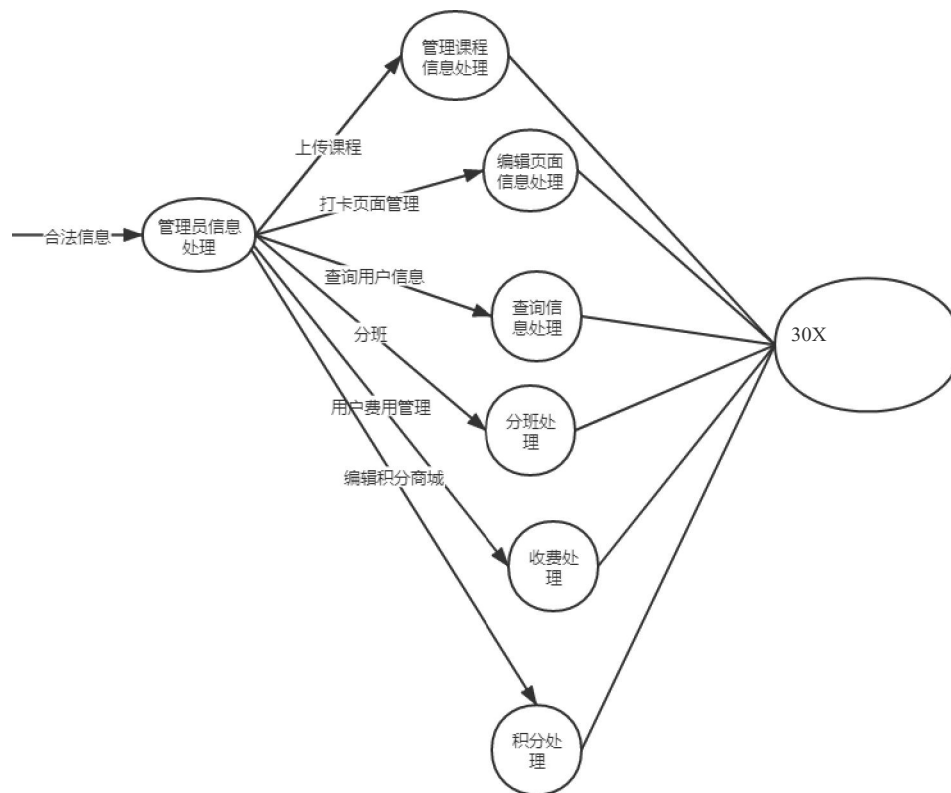 管理课程
信息处理
上传课程
编辑页面
信息处理
打卡页面管理
合法信息
管理员信息
处理
查询用户信息
查询信
息处理
30X
分班
分班处
理
用户费用管理
编辑积分商城
收费处
理
积分处
理